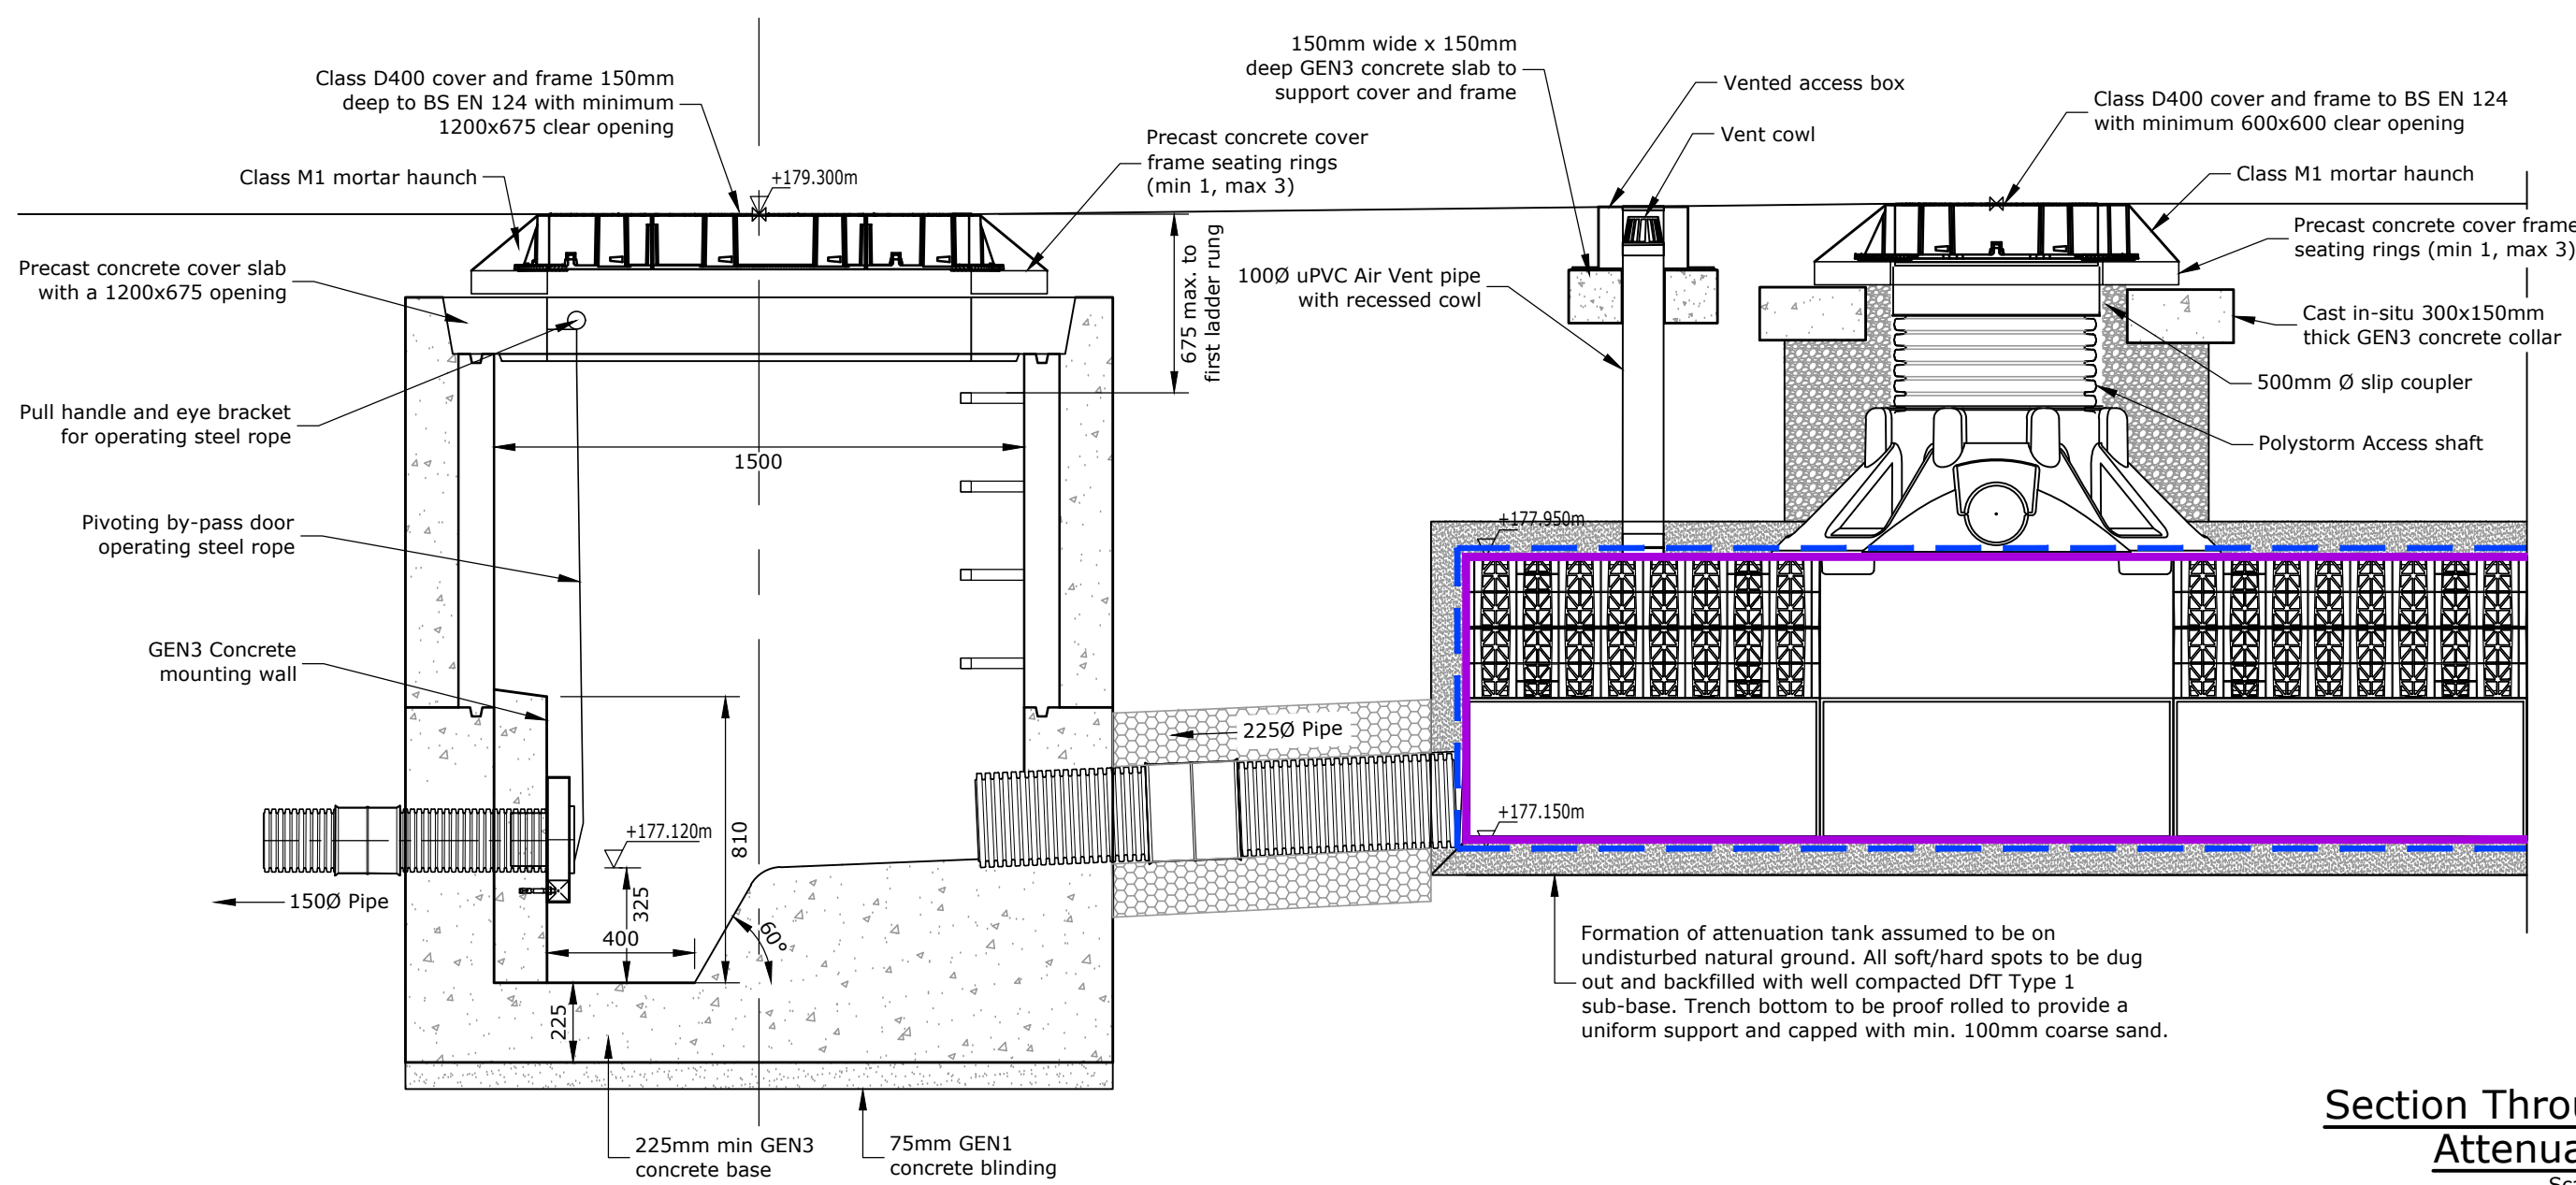 150mm wide x 150mm
deep GEN3 concrete slab to
support cover and frame
Class D400 cover and frame 150mm
deep to BS EN 124 with minimum
1200x675 clear opening
Vented access box
Class D400 cover and frame to BS EN 124
with minimum 600x600 clear opening
Vent cowl
Precast concrete cover
frame seating rings
(min 1, max 3)
Class M1 mortar haunch
+179.300m
Class M1 mortar haunch
Precast concrete cover frame
seating rings (min 1, max 3)
Precast concrete cover slab
with a 1200x675 opening
675 max. to
first ladder rung
100Ø uPVC Air Vent pipe
with recessed cowl
Cast in-situ 300x150mm
thick GEN3 concrete collar
500mm Ø slip coupler
Pull handle and eye bracket
for operating steel rope
1500
Polystorm Access shaft
Pivoting by-pass door
operating steel rope
+177.950m
GEN3 Concrete
mounting wall
225Ø Pipe
+177.120m
810
+177.150m
150Ø Pipe
325
400
60°
225
Formation of attenuation tank assumed to be on
undisturbed natural ground. All soft/hard spots to be dug
out and backfilled with well compacted DfT Type 1
sub-base. Trench bottom to be proof rolled to provide a
uniform support and capped with min. 100mm coarse sand.
225mm min GEN3
concrete base
75mm GEN1
concrete blinding
Section Throu
Attenua